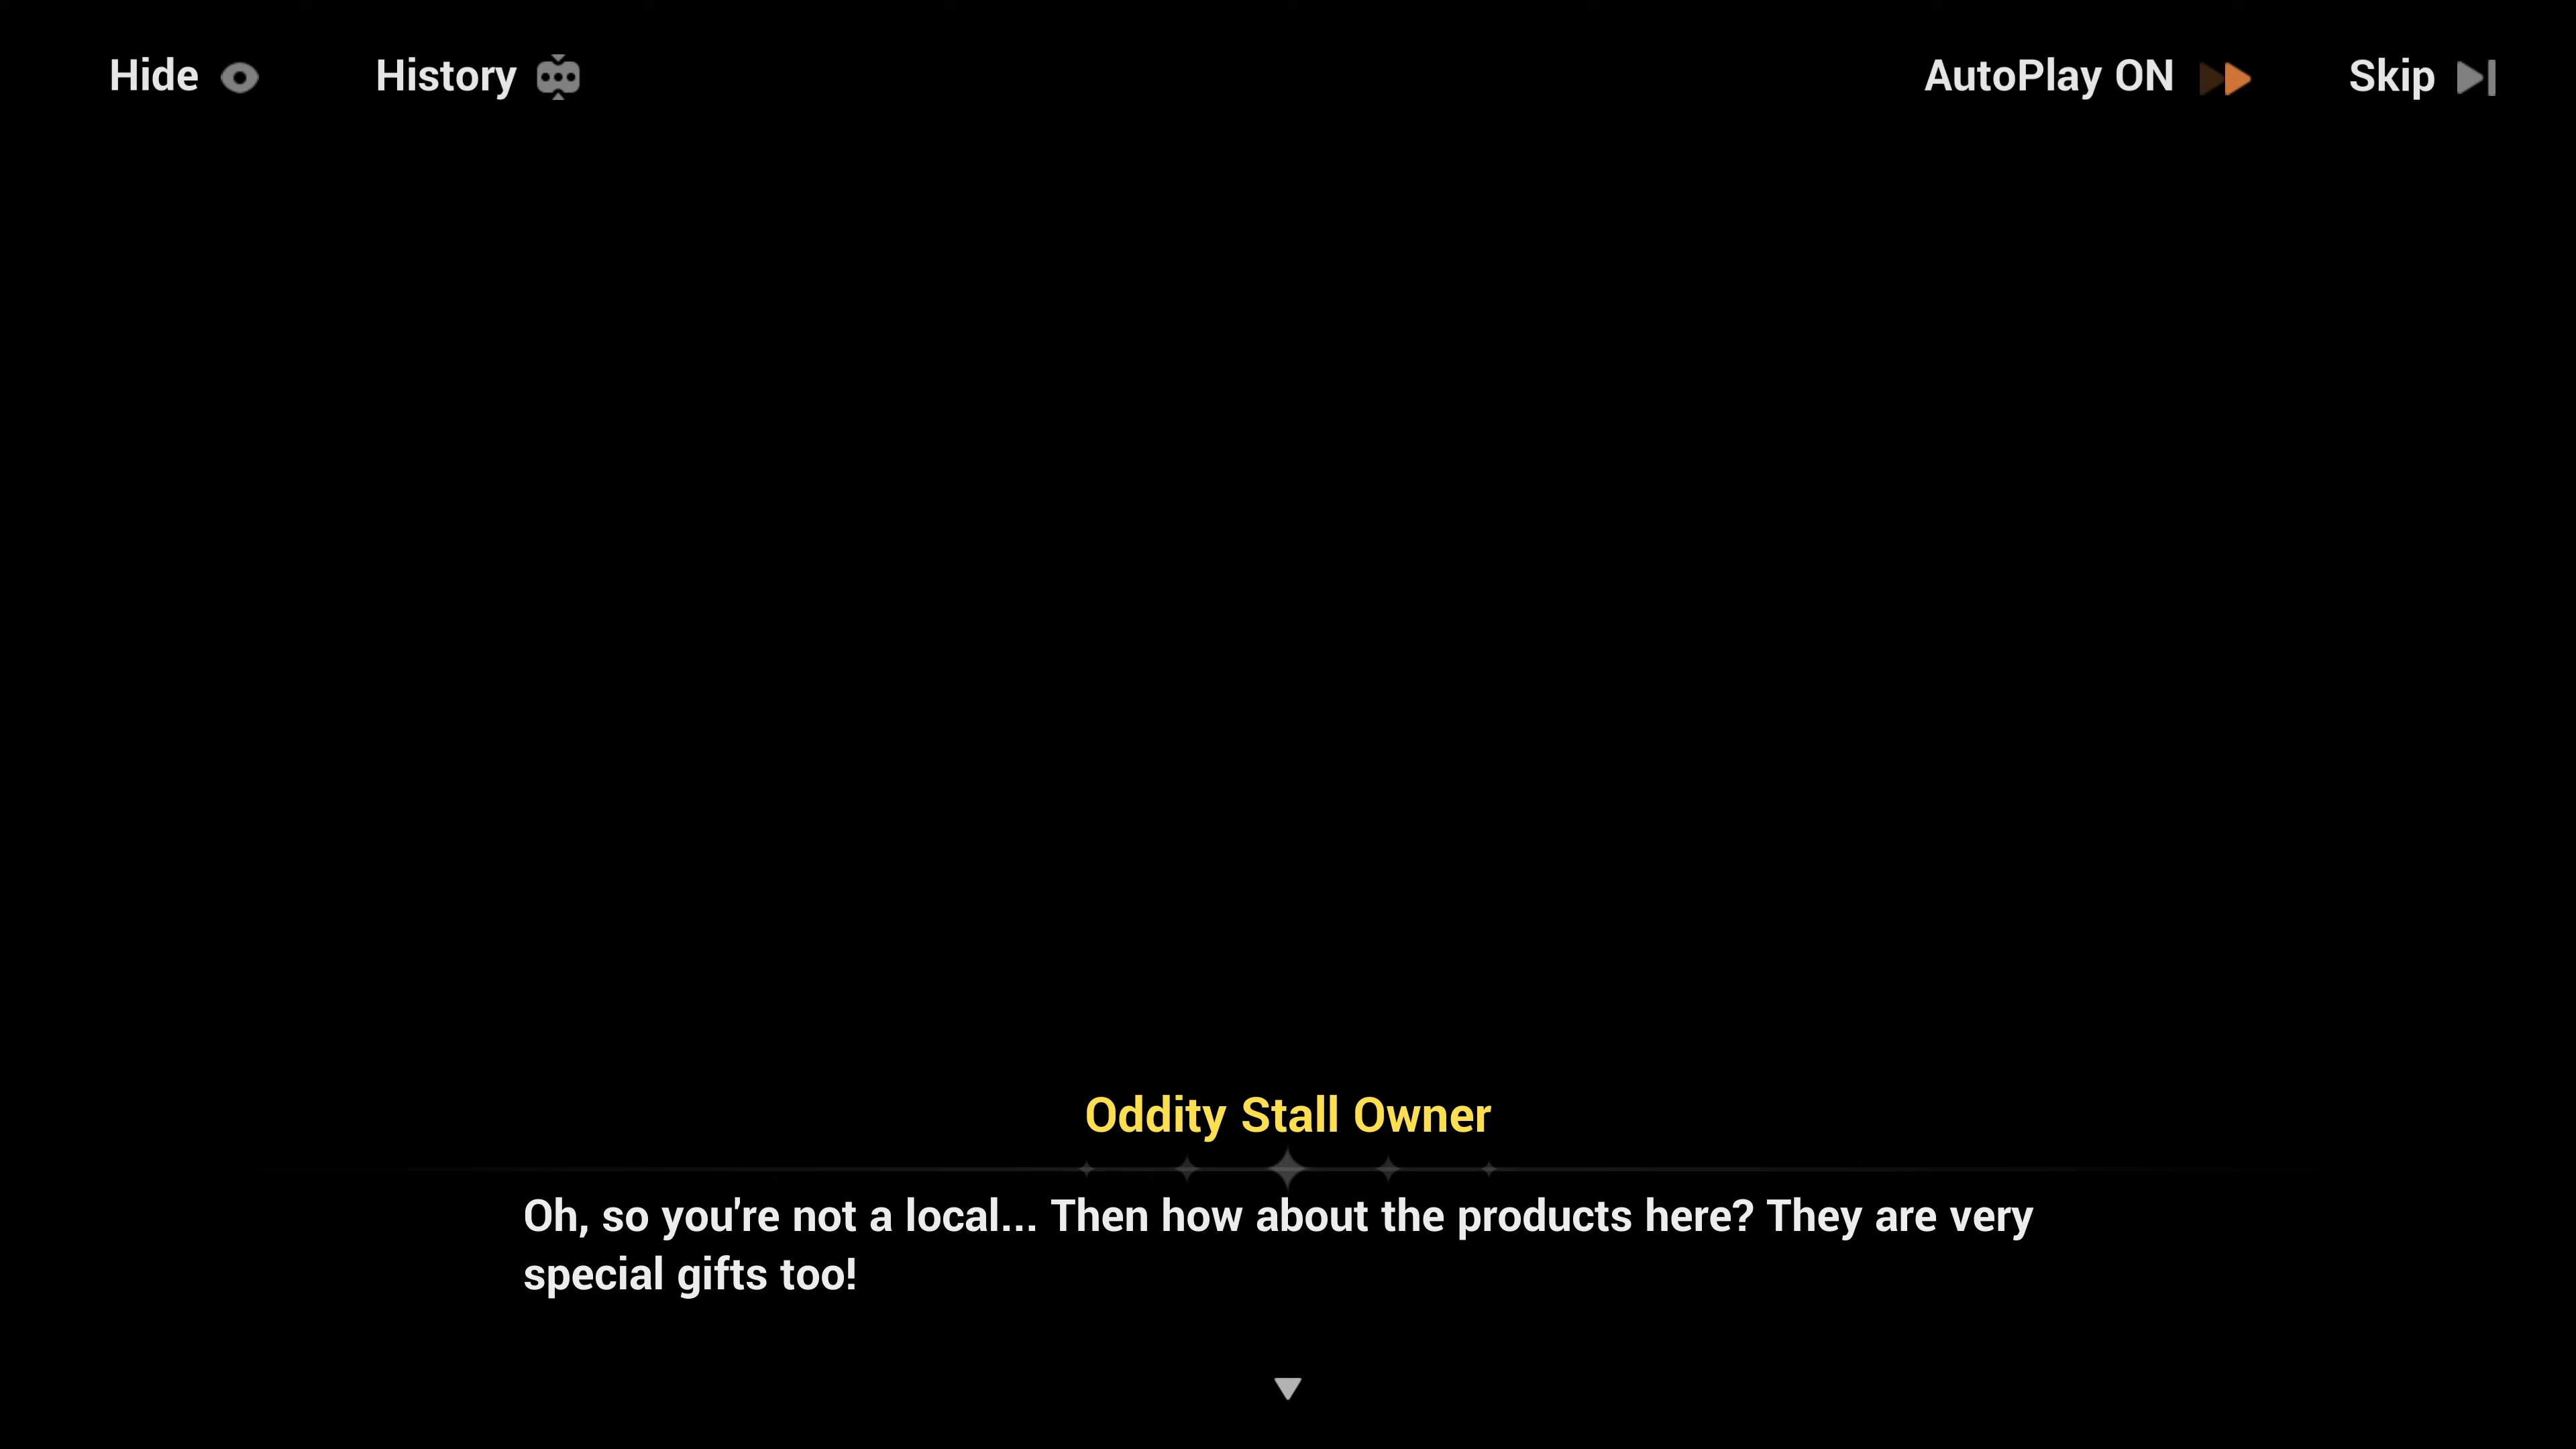 Hide
History
AutoPlay ON
Skip
Oddity Stall Owner
Oh, so you're not a local... Then how about the products here? They are very
special gifts too!